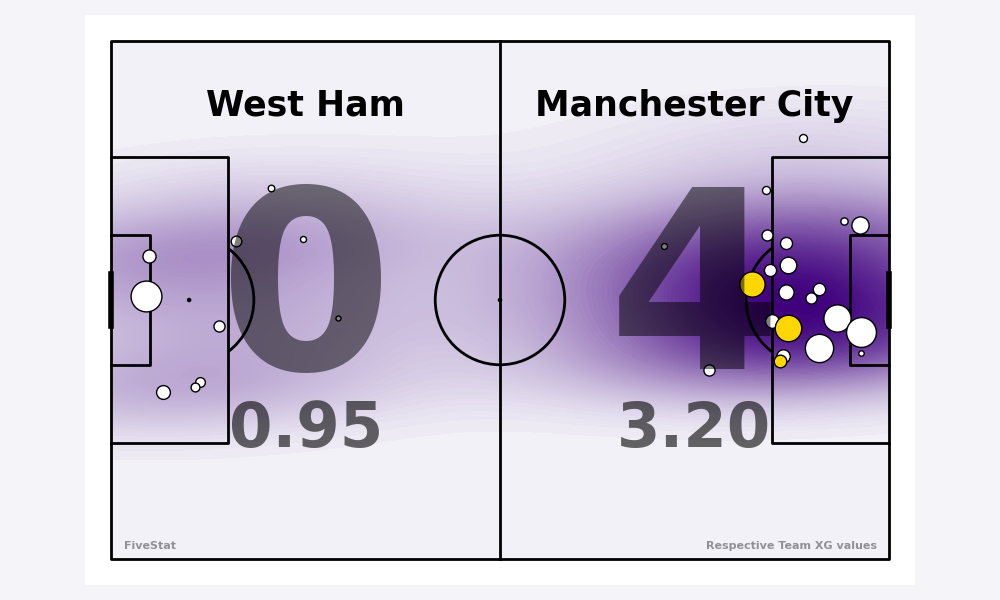 West Ham
Manchester City
0
4
0.95
3.20
FiveStat
Respective Team XG values